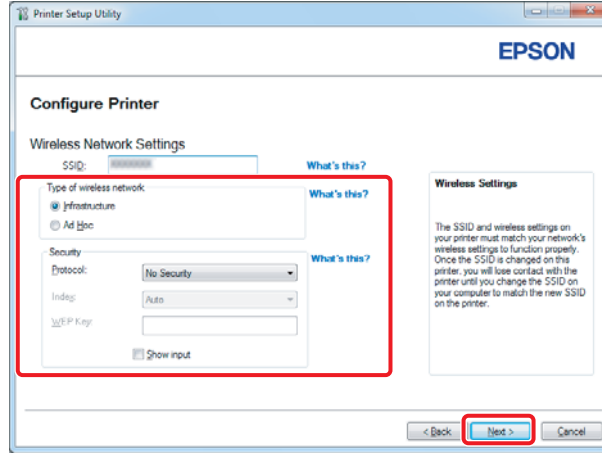 Printer Setup Utility
EPSON
Configure Printer
Wireless Network Settings
SSID:
What's this?
Type of wireless network
What's this?
Infrastructure
Ad Hoc
Security
What's this?
Protocol:
No Security
Index:
Auto
WEP Key:
Show input
Wireless Settings
The SSID and wireless settings on
your printer must match your network's
wireless settings to function properly.
Once the SSID is changed on this
printer, you will lose contact with the
printer until you change the SSID on
your computer to match the new SSID
on the printer.
< Back
Next >
Cancel